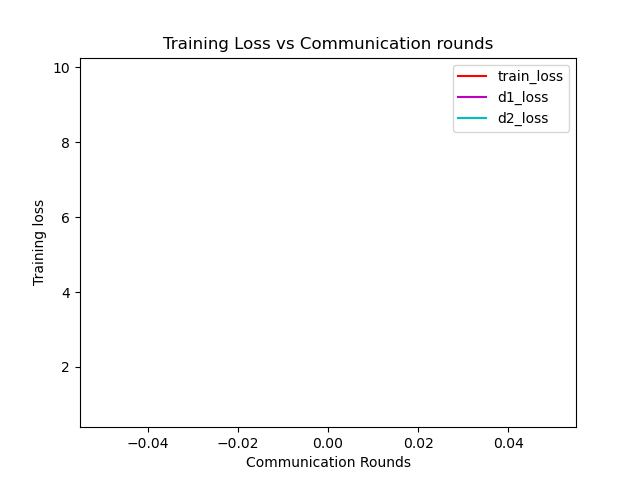 Training Loss vs Communication rounds
10
8
6
4
2
Training loss
train_loss
d1_loss
d2_loss
−0.04
−0.02
0.00
0.02
0.04
Communication Rounds